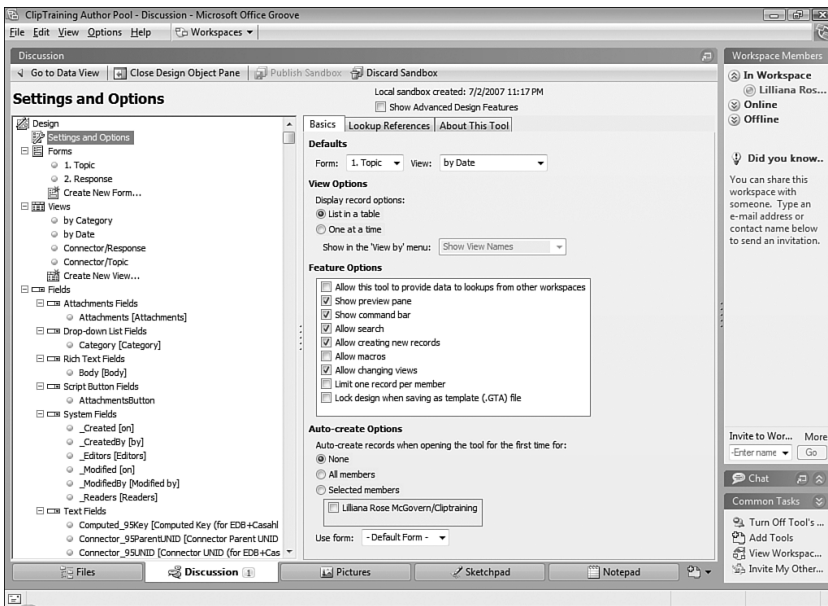 ClipTraining Author Pool - Discussion - Microsoft Office Groove
File Edit View Options Help Workspaces
Discussion
Go to Data View Close Design Object Pane Publish Sandbox Discard Sandbox
Settings and Options
Local sandbox created: 7/2/2007 11:17 PM
Show Advanced Design Features
Design
Settings and Options
Forms
1. Topic
2. Response
Create New Form...
Views
by Category
by Date
Connector/Response
Connector/Topic
Create New View...
Fields
Attachments Fields
Attachments [Attachments]
Drop-down List Fields
Category [Category]
Rich Text Fields
Body [Body]
Script Button Fields
AttachmentsButton
System Fields
_Created [on]
_CreatedBy [by]
_Editors [Editors]
_Modified [on]
_ModifiedBy [Modified by]
_Readers [Readers]
Text Fields
Computed_95Key [Computed Key (for EDB+Casahl
Connector_95ParentUNID [Connector Parent UNID
Connector_95UNID [Connector UNID (for EDB+Cas
Basics Lookup References About This Tool
Defaults
Form: 1. Topic View: by Date
View Options
Display record options:
List in a table
One at a time
Show in the 'View by' menu: Show View Names
Feature Options
Allow this tool to provide data to lookups from other workspaces
Show preview pane
Show command bar
Allow search
Allow creating new records
Allow macros
Allow changing views
Limit one record per member
Lock design when saving as template (.GTA) file
Auto-create Options
Auto-create records when opening the tool for the first time for:
None
All members
Selected members
Lilliana Rose McGovern/Cliptraining
Use form: - Default Form -
Workspace Members
In Workspace
Lilliana Ros...
Online
Offline
Did you know..
You can share this
workspace with
someone. Type an
e-mail address or
contact name below
to send an invitation.
Invite to Wor... More
-Enter name Go
Chat
Common Tasks
Turn Off Tool's ...
Add Tools
View Workspac...
Invite My Other...
Files Discussion 1 Pictures Sketchpad Notepad